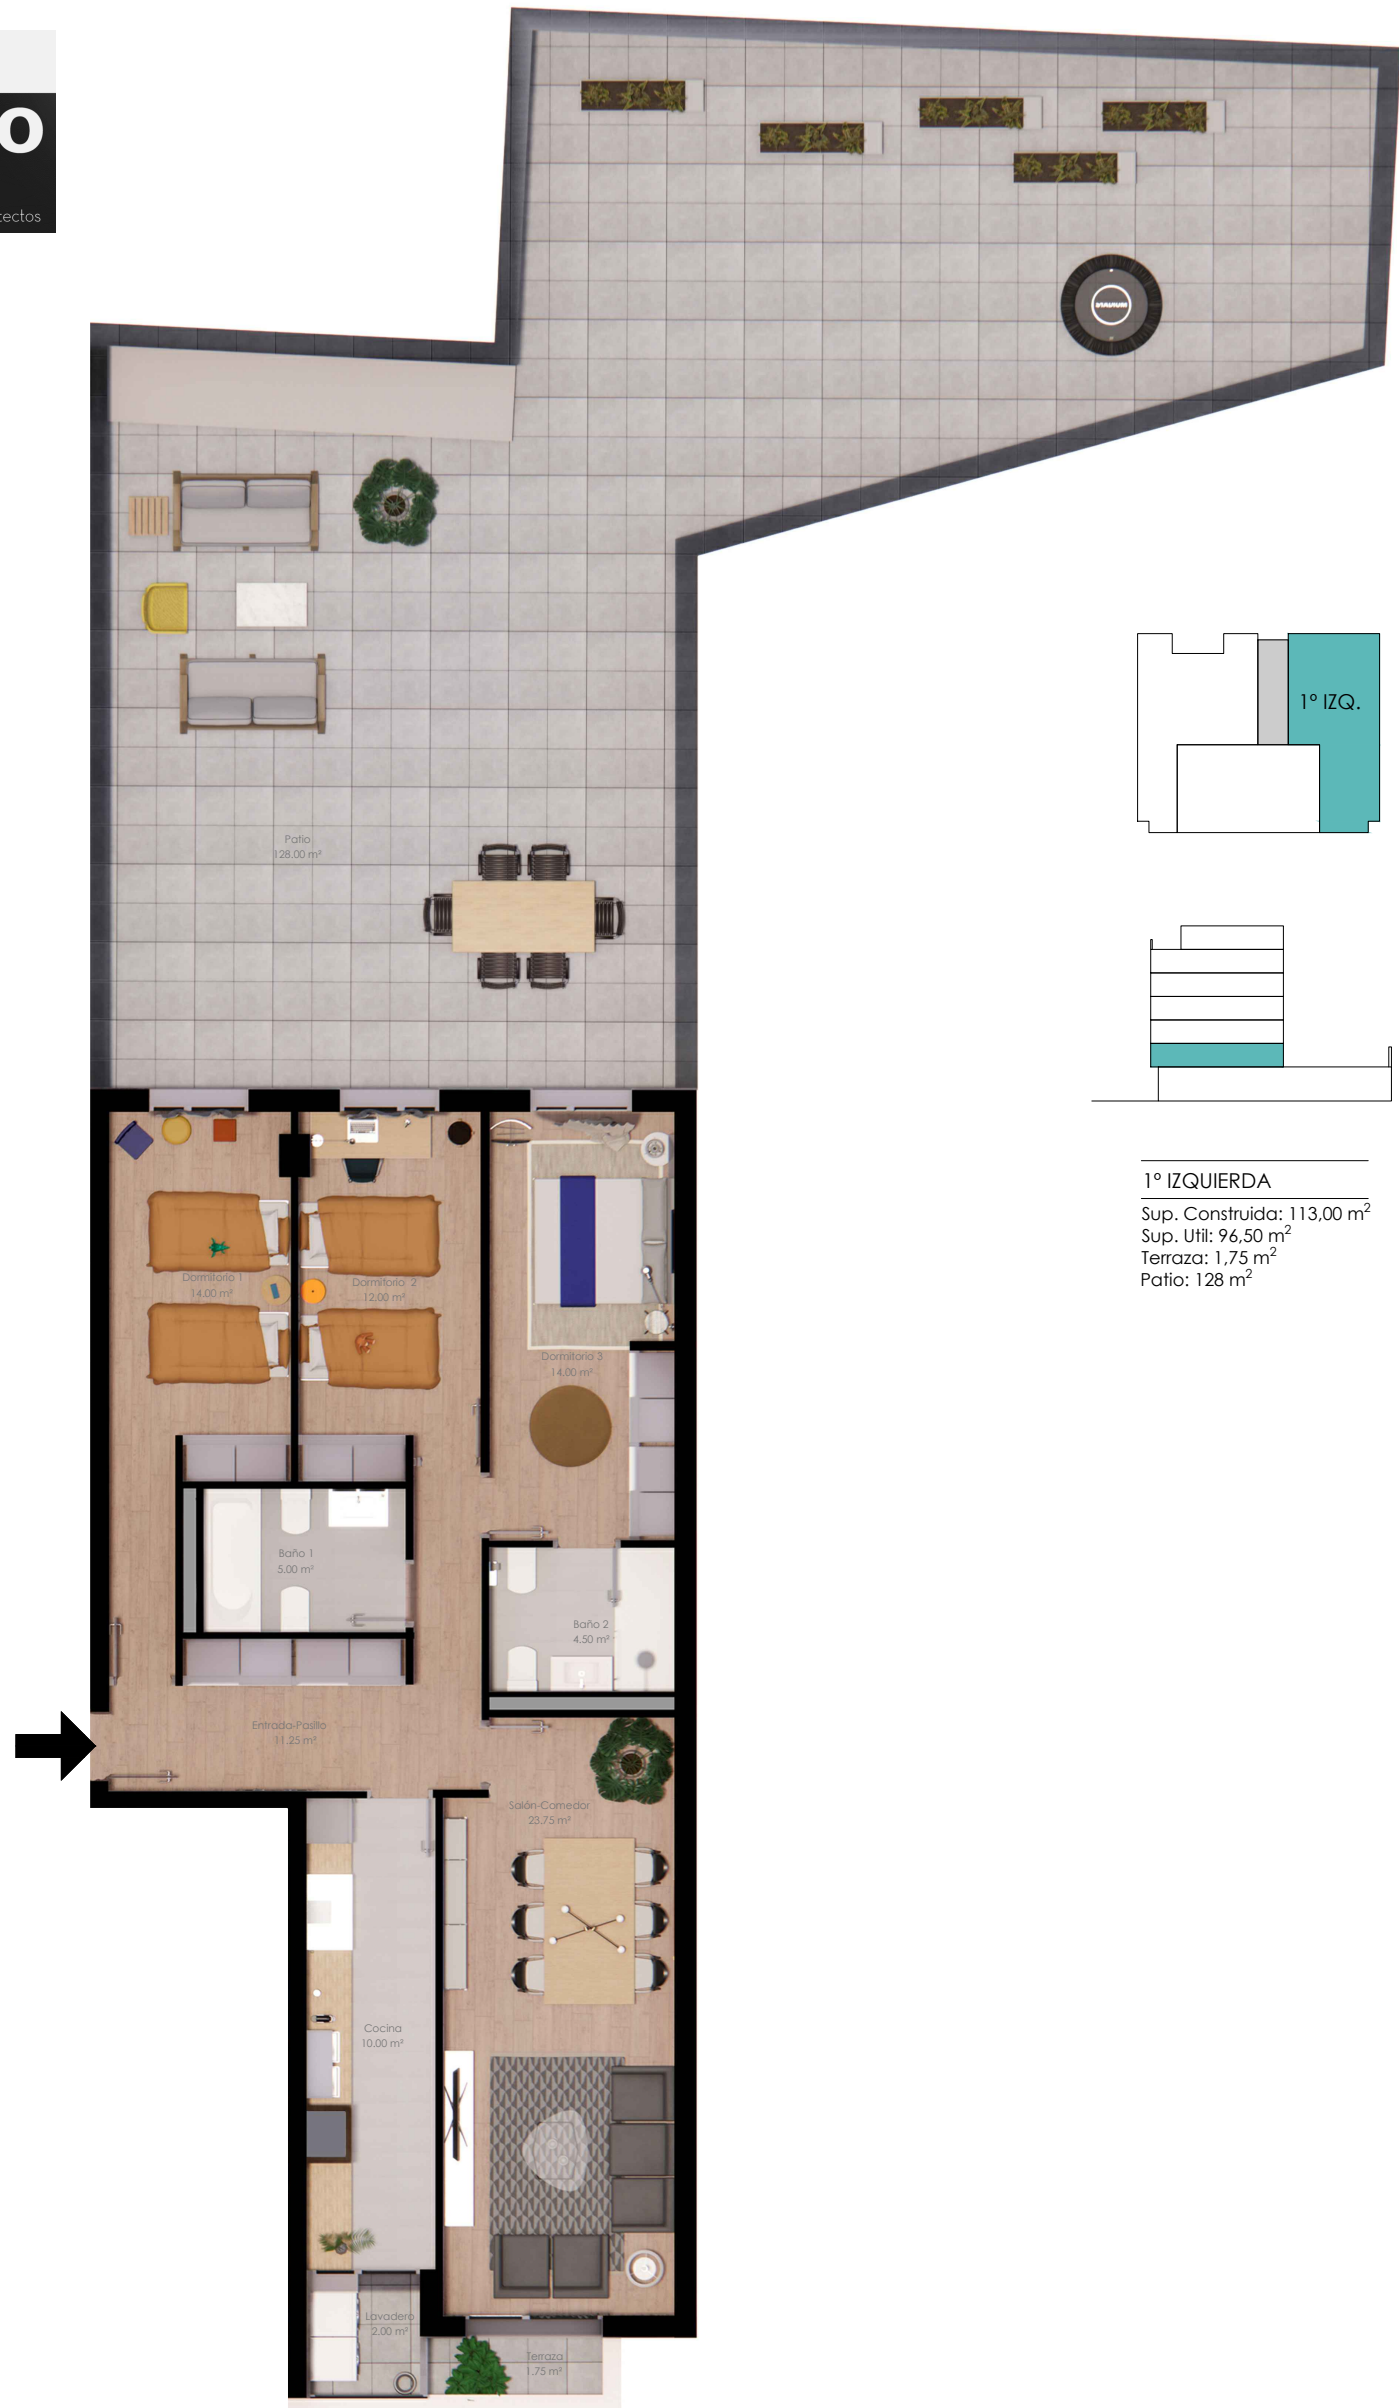 o
tectos
Patio
128.00 m²
1º IZQ.
1º IZQUIERDA
Sup. Construida: 113,00 m²
Sup. Util: 96,50 m²
Terraza: 1,75 m²
Patio: 128 m²
Dormitorio 1
14.00 m²
Dormitorio 2
12.00 m²
Dormitorio 3
14.00 m²
Baño 1
5.00 m²
Baño 2
4.50 m²
Entrada-Pasillo
11.25 m²
Salón-Comedor
23.75 m²
Cocina
10.00 m²
Lavadero
2.00 m²
Terraza
1.75 m²